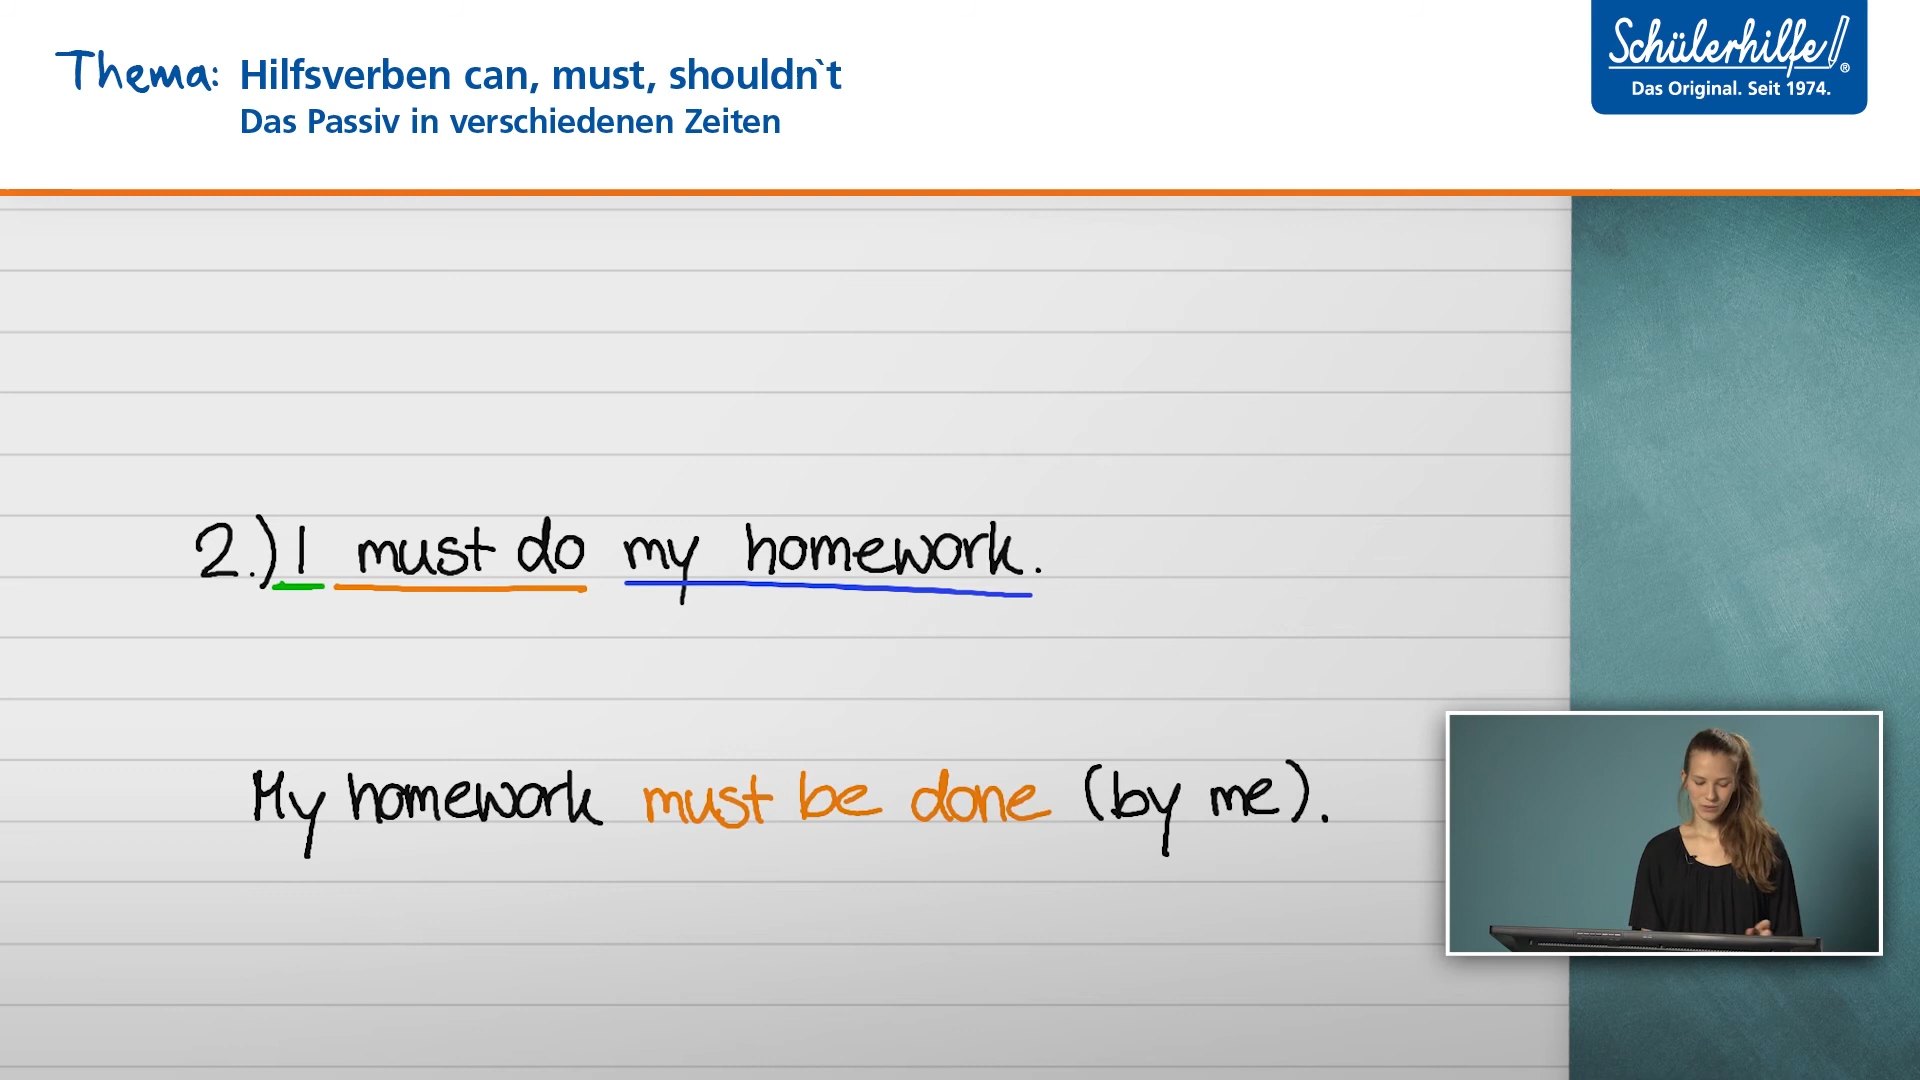 Thema: Hilfsverben can, must, shouldn`t
Das Passiv in verschiedenen Zeiten
Schülerhilfe!®
Das Original. Seit 1974.
2.) I must do my homework.
My homework must be done (by me).